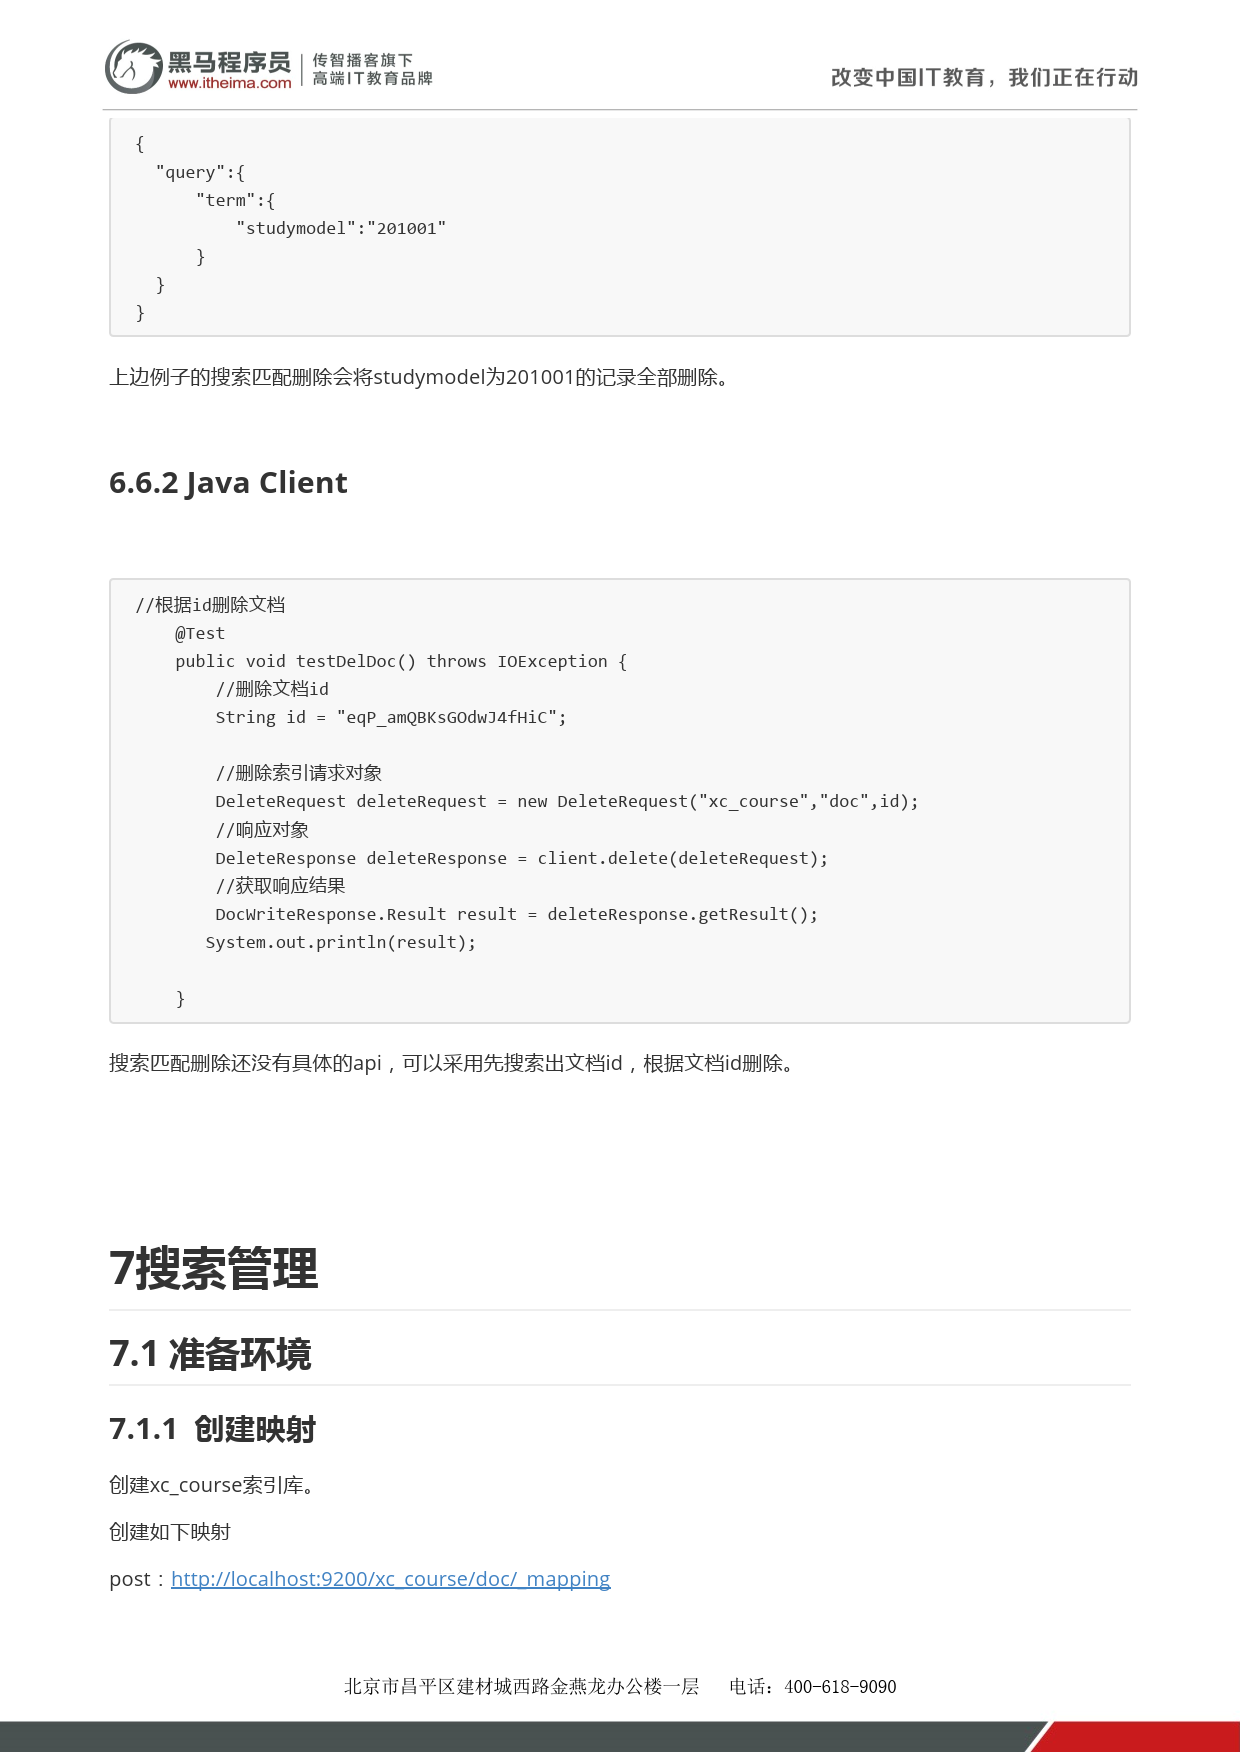 黑马程序员
www.itheima.com
传智播客旗下
高端IT教育品牌
改变中国IT教育，我们正在行动
{
  "query":{
      "term":{
          "studymodel":"201001"
      }
  }
}
上边例子的搜索匹配删除会将studymodel为201001的记录全部删除。
6.6.2 Java Client
//根据id删除文档
    @Test
    public void testDelDoc() throws IOException {
        //删除文档id
        String id = "eqP_amQBKsGOdwJ4fHiC";
        //删除索引请求对象
        DeleteRequest deleteRequest = new DeleteRequest("xc_course","doc",id);
        //响应对象
        DeleteResponse deleteResponse = client.delete(deleteRequest);
        //获取响应结果
        DocWriteResponse.Result result = deleteResponse.getResult();
       System.out.println(result);
    }
搜索匹配删除还没有具体的api，可以采用先搜索出文档id，根据文档id删除。
7搜索管理
7.1 准备环境
7.1.1 创建映射
创建xc_course索引库。
创建如下映射
post：http://localhost:9200/xc_course/doc/_mapping
北京市昌平区建材城西路金燕龙办公楼一层 电话：400-618-9090